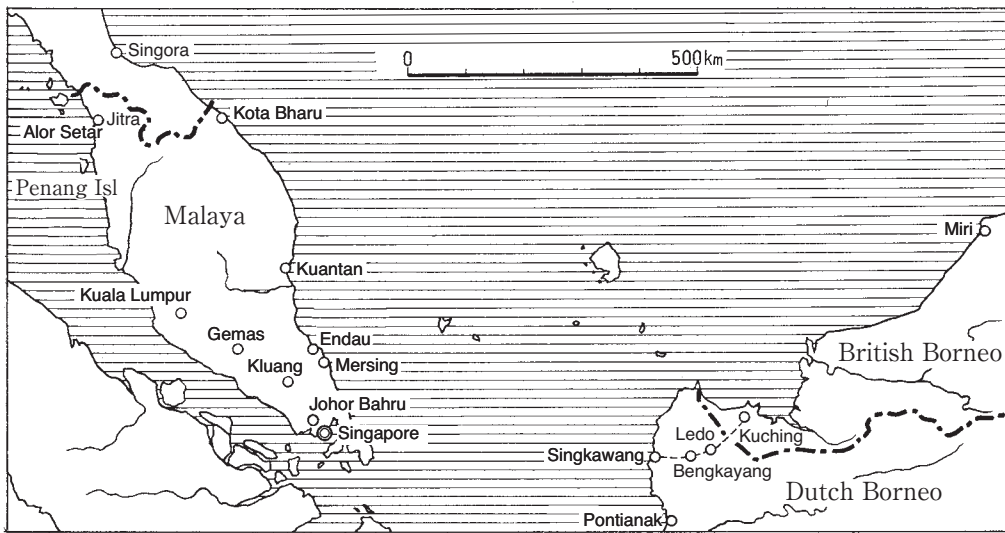 Singora
0
500km
Jitra
Kota Bharu
Alor Setar
Penang Isl
Malaya
Miri
Kuantan
Kuala Lumpur
Gemas
Endau
Kluang
Mersing
British Borneo
Johor Bahru
Singapore
Ledo
Kuching
Singkawang
Bengkayang
Dutch Borneo
Pontianak